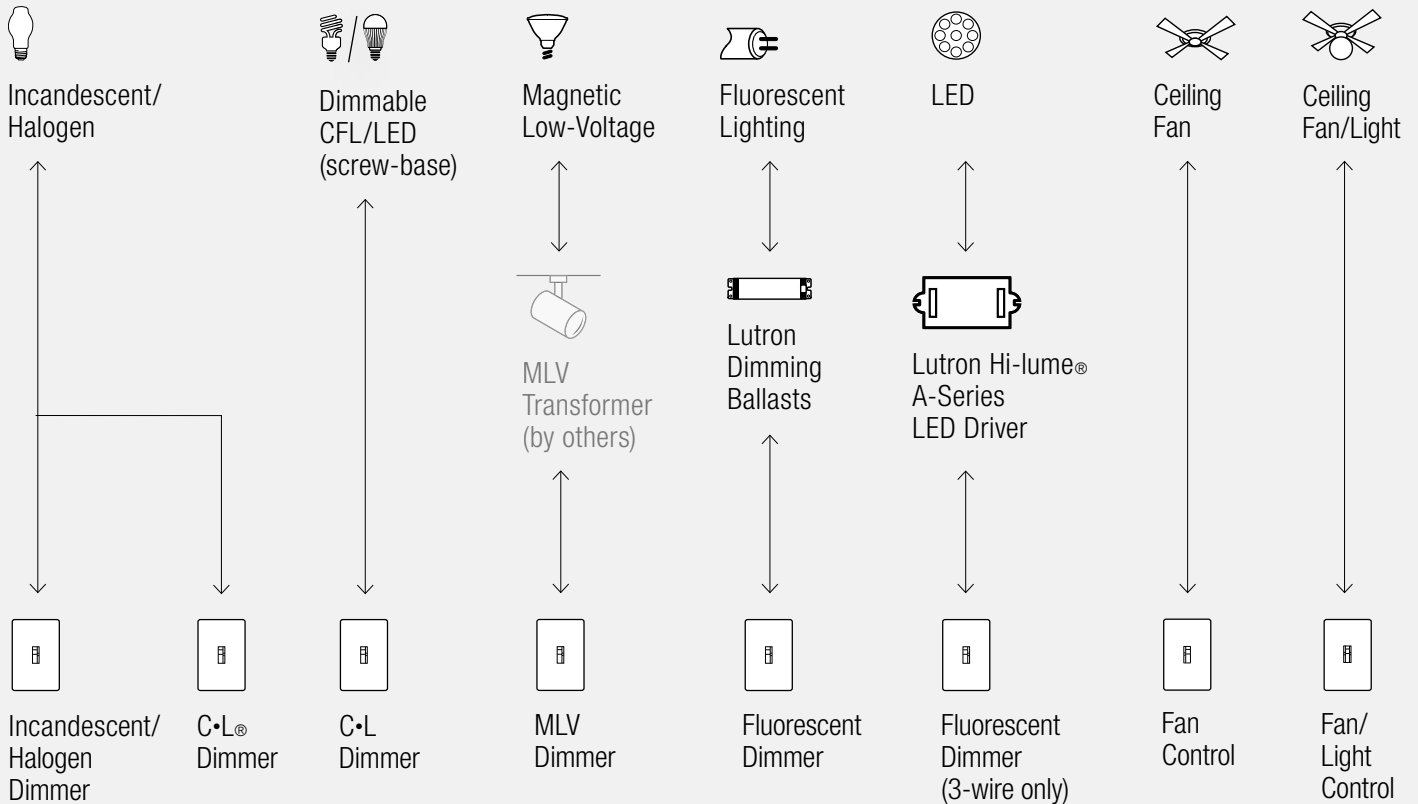 Incandescent/
Halogen
Dimmable
CFL/LED
(screw-base)
Magnetic
Low-Voltage
Fluorescent
Lighting
LED
Ceiling
Fan
Ceiling
Fan/Light
MLV
Transformer
(by others)
Lutron
Dimming
Ballasts
Lutron Hi-lume®
A-Series
LED Driver
Incandescent/
Halogen
Dimmer
C•L®
Dimmer
C•L
Dimmer
MLV
Dimmer
Fluorescent
Dimmer
Fluorescent
Dimmer
(3-wire only)
Fan
Control
Fan/
Light
Control